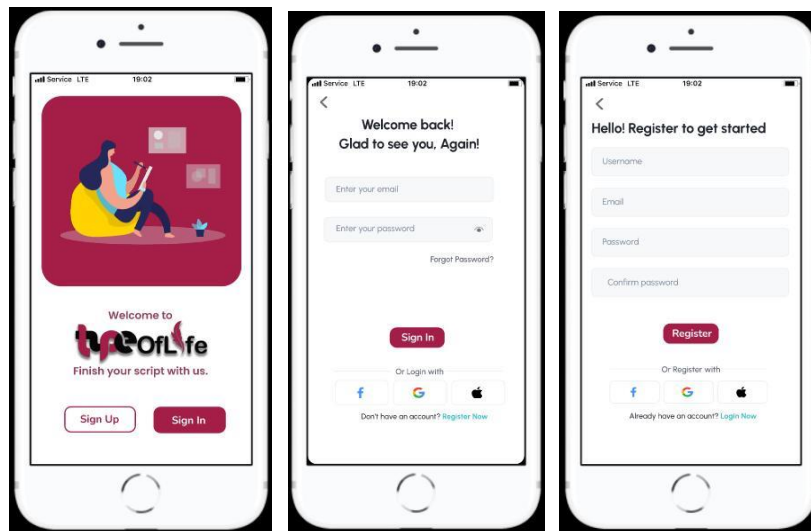 Service LTE 19:02
Welcome to
typeOfLife
Finish your script with us.
Sign Up
Sign In
Service LTE 19:02
Welcome back!
Glad to see you, Again!
Enter your email
Enter your password
Forgot Password?
Sign In
Or Login with
Don't have an account? Register Now
Service LTE 19:02
Hello! Register to get started
Username
Email
Password
Confirm password
Register
Or Register with
Already have an account? Login Now